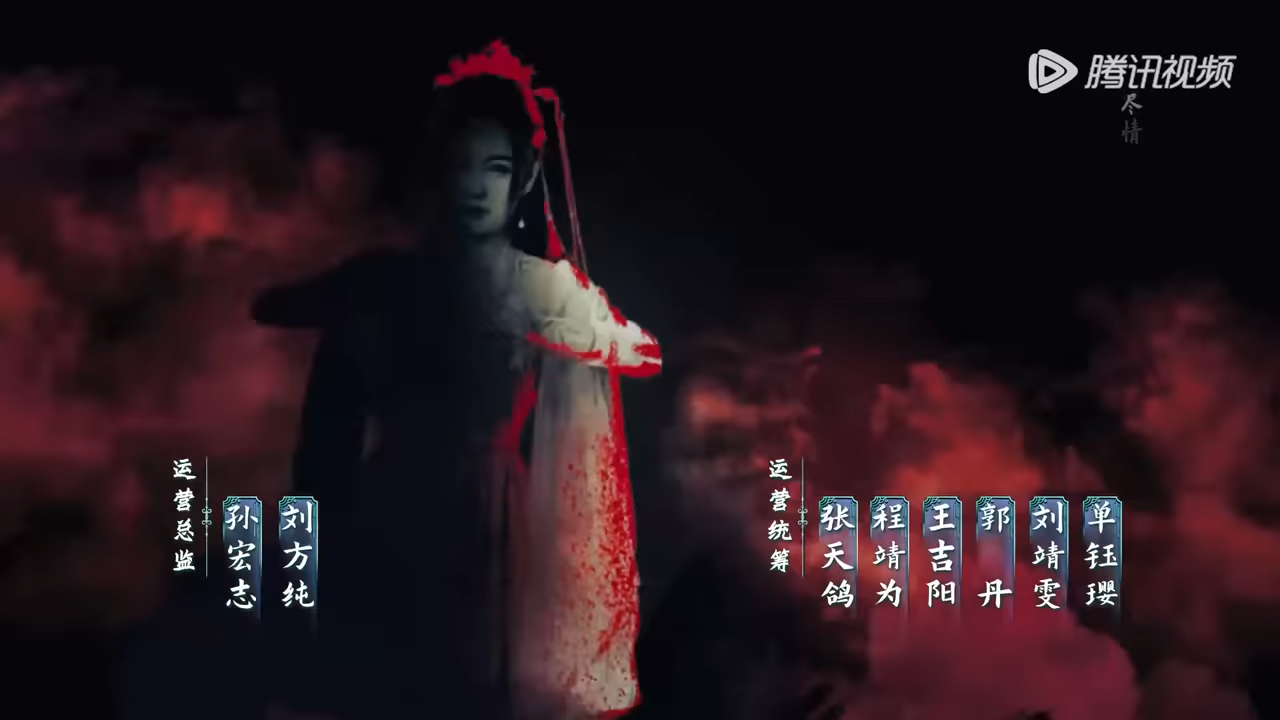 腾讯视频
尽情
运营总监
孙宏志
刘方纯
运营统筹
张天鸽
程靖为
王吉阳
郭丹
刘靖雯
单钰璎